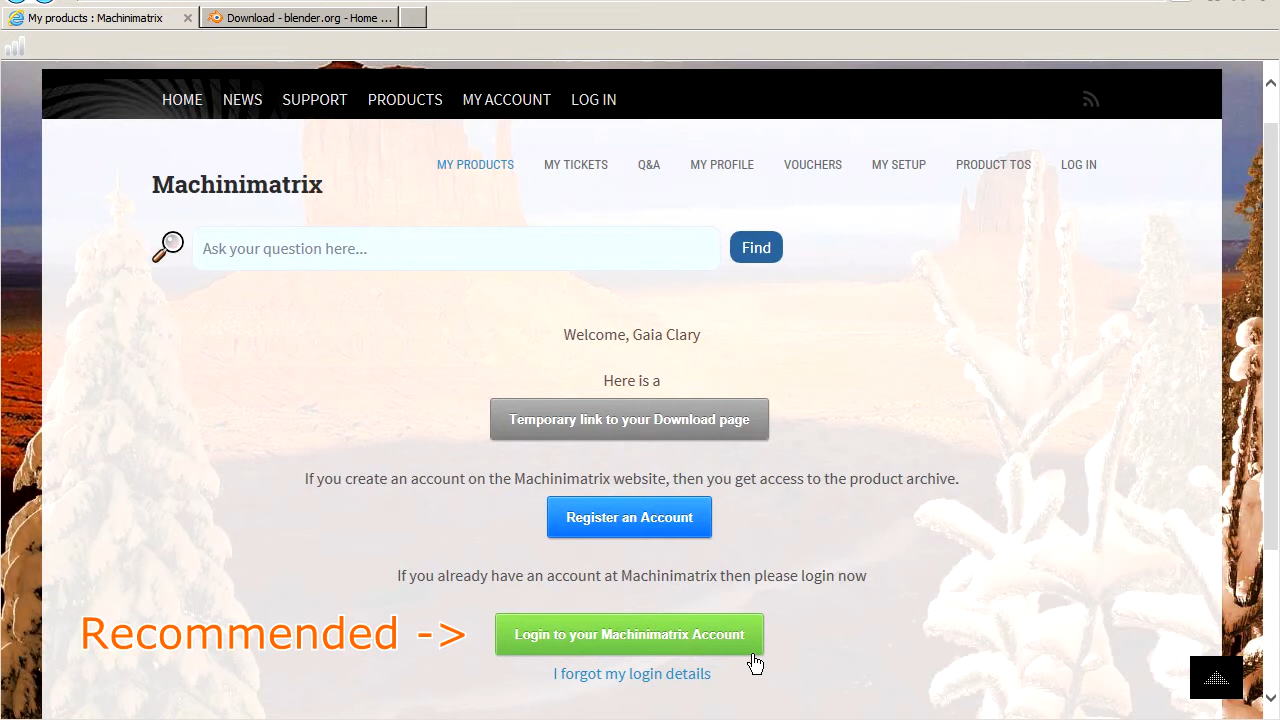 My products : Machinimatrix
Download - blender.org - Home ...
HOME NEWS SUPPORT PRODUCTS MY ACCOUNT LOG IN
MY PRODUCTS MY TICKETS Q&A MY PROFILE VOUCHERS MY SETUP PRODUCT TOS LOG IN
Machinimatrix
Ask your question here...
Find
Welcome, Gaia Clary
Here is a
Temporary link to your Download page
If you create an account on the Machinimatrix website, then you get access to the product archive.
Register an Account
If you already have an account at Machinimatrix then please login now
Recommended ->
Login to your Machinimatrix Account
I forgot my login details